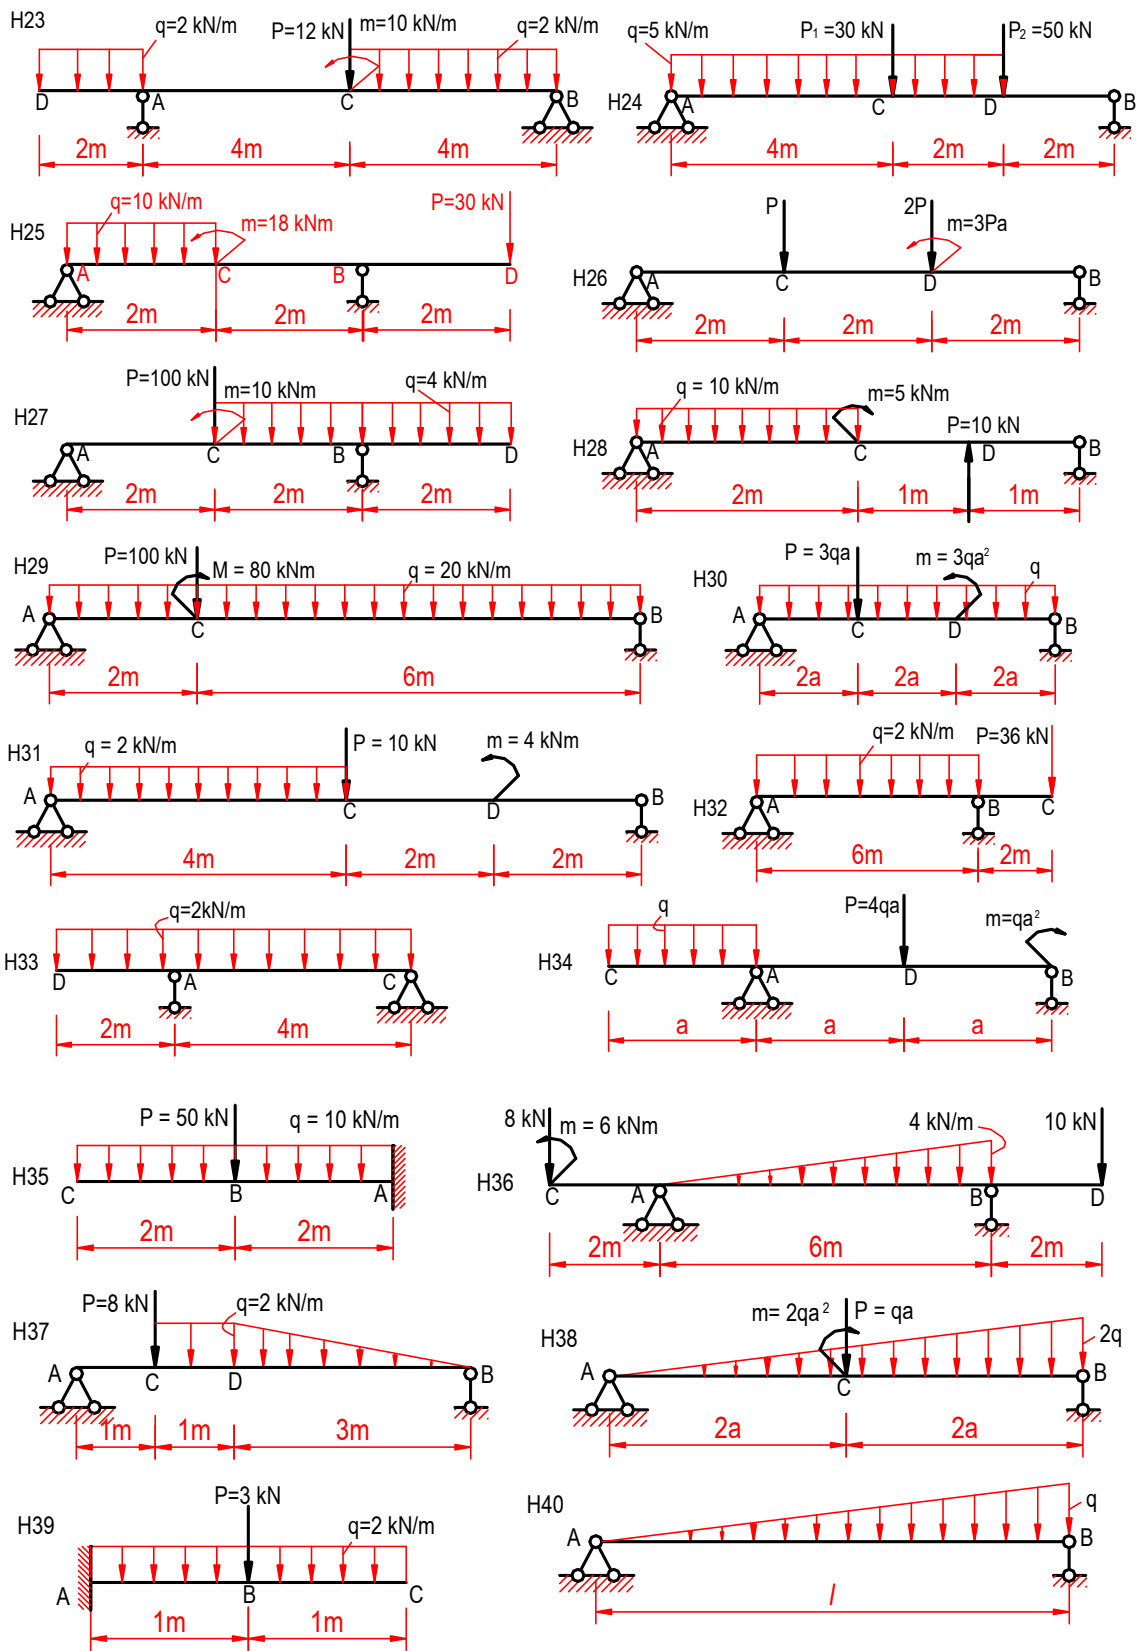 H23
q=2 kN/m
P=12 kN
m=10 kN/m
q=2 kN/m
D
A
C
B
2m
4m
4m
H24
q=5 kN/m
P₁ =30 kN
P₂ =50 kN
A
C
D
B
4m
2m
2m
H25
q=10 kN/m
m=18 kNm
P=30 kN
A
C
B
D
2m
2m
2m
H26
P
2P
m=3Pa
A
C
D
B
2m
2m
2m
H27
P=100 kN
m=10 kNm
q=4 kN/m
A
C
B
D
2m
2m
2m
H28
q = 10 kN/m
m=5 kNm
P=10 kN
A
C
D
B
2m
1m
1m
H29
P=100 kN
M = 80 kNm
q = 20 kN/m
A
C
B
2m
6m
H30
P = 3qa
m = 3qa²
q
A
C
D
B
2a
2a
2a
H31
q = 2 kN/m
P = 10 kN
m = 4 kNm
A
C
D
B
4m
2m
2m
H32
q=2 kN/m
P=36 kN
A
B
C
6m
2m
H33
q=2kN/m
D
A
C
2m
4m
H34
q
P=4qa
m=qa²
C
A
D
B
a
a
a
H35
P = 50 kN
q = 10 kN/m
C
B
A
2m
2m
H36
8 kN
m = 6 kNm
4 kN/m
10 kN
C
A
B
D
2m
6m
2m
H37
P=8 kN
q=2 kN/m
A
C
D
B
1m
1m
3m
H38
m= 2qa²
P = qa
2q
A
C
B
2a
2a
H39
P=3 kN
q=2 kN/m
A
B
C
1m
1m
H40
q
A
B
l